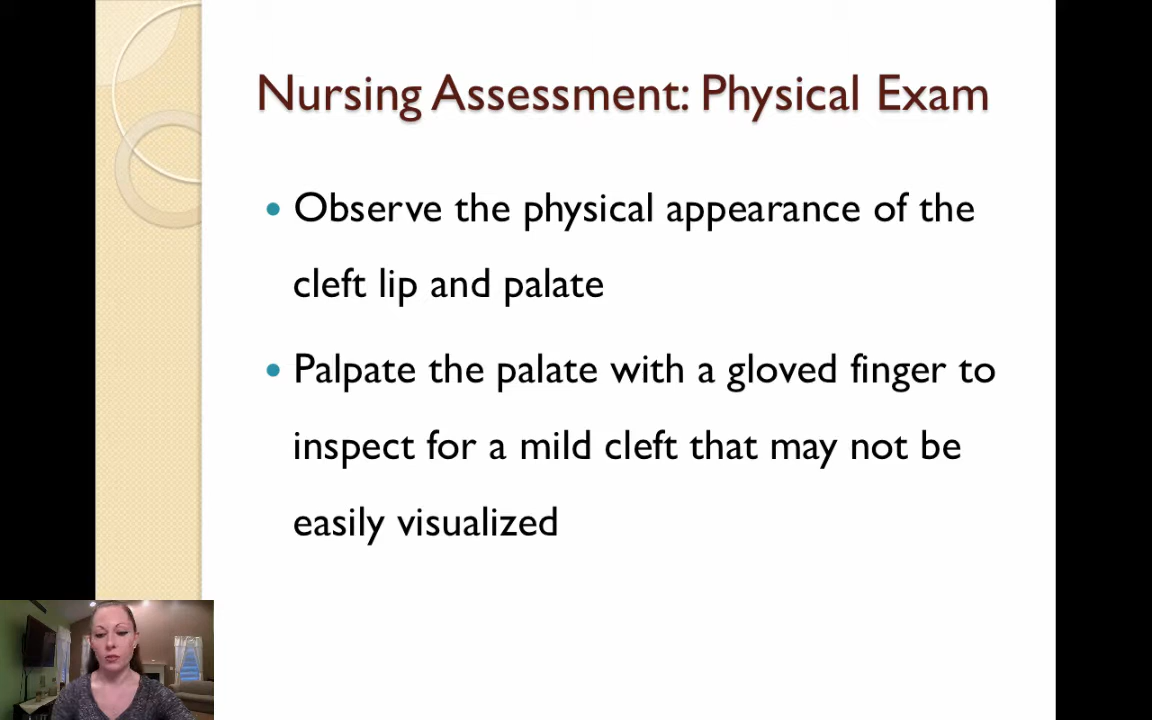 Nursing Assessment: Physical Exam
• Observe the physical appearance of the
cleft lip and palate
• Palpate the palate with a gloved finger to
inspect for a mild cleft that may not be
easily visualized